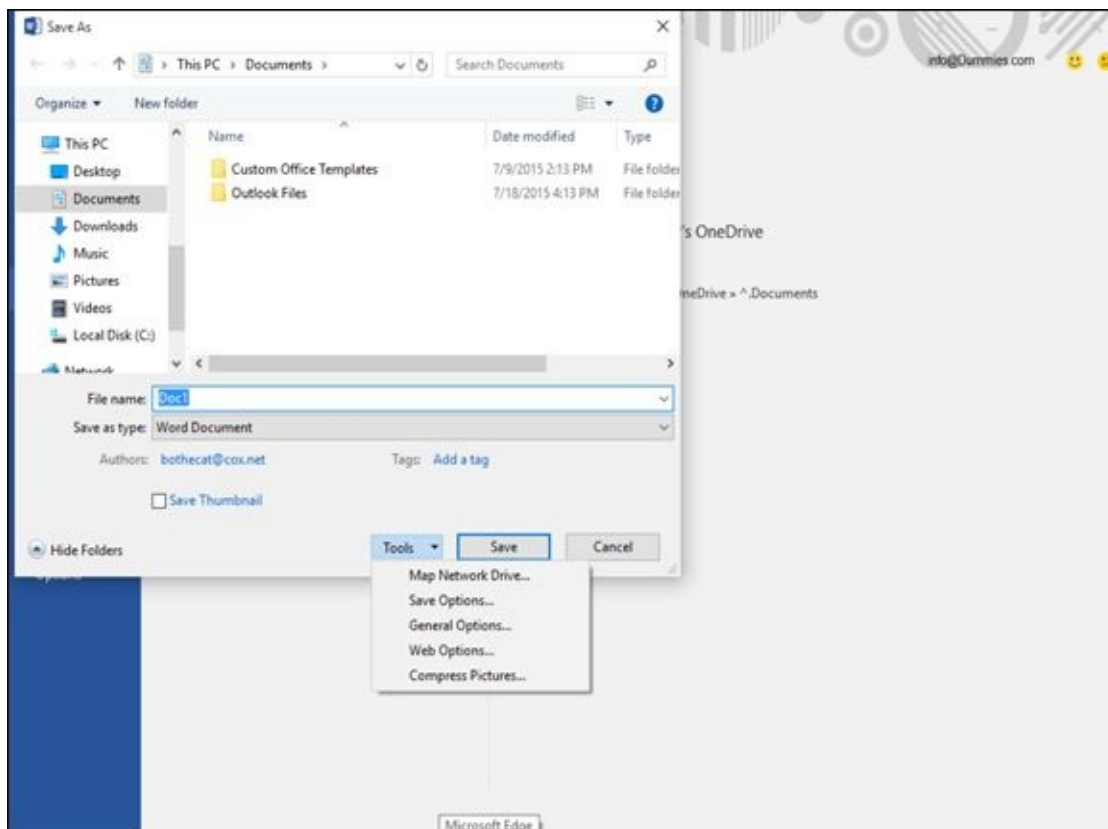 Save As
info@Dummies.com
This PC › Documents ›
Search Documents
Organize
New folder
Name
Date modified
Type
This PC
Desktop
Documents
Downloads
Music
Pictures
Videos
Local Disk (C:)
Network
Custom Office Templates 7/9/2015 2:13 PM File folder
Outlook Files 7/18/2015 4:13 PM File folder
's OneDrive
neDrive » ^.Documents
File name: Doc1
Save as type: Word Document
Authors: bothecat@cox.net Tags: Add a tag
Save Thumbnail
Hide Folders
Tools
Save
Cancel
Map Network Drive...
Save Options...
General Options...
Web Options...
Compress Pictures...
Microsoft Edge